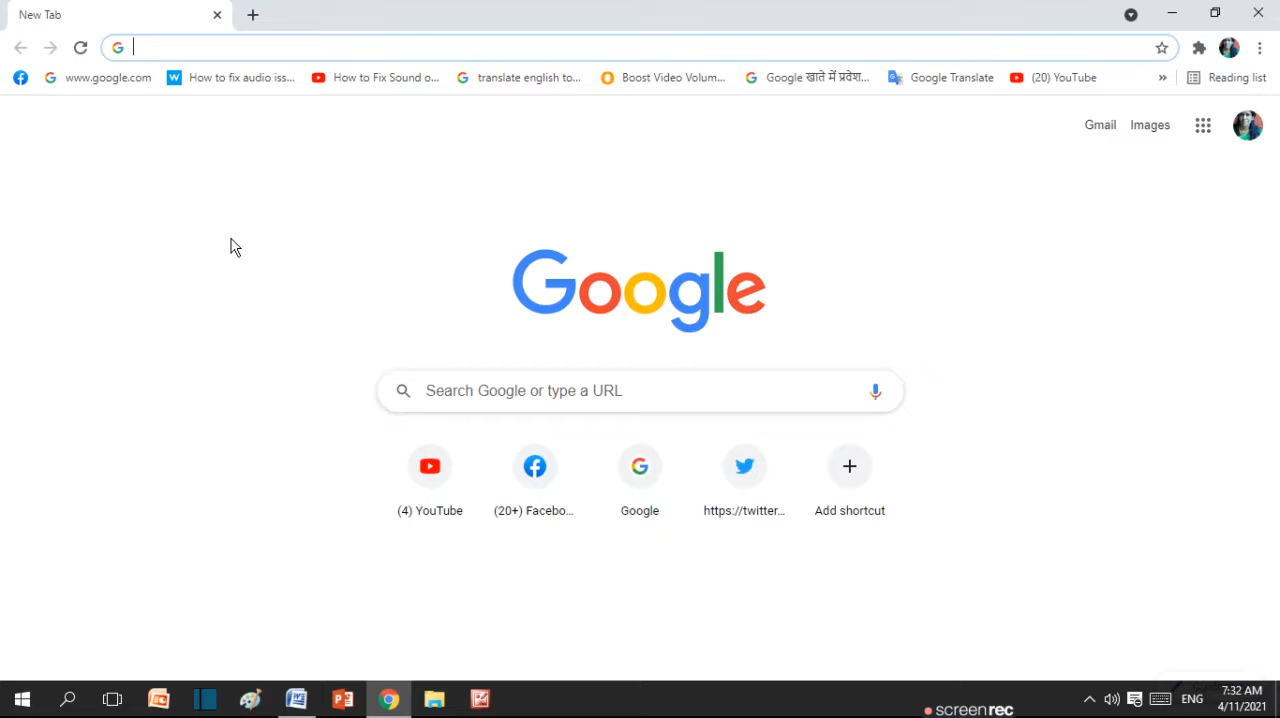 New Tab
www.google.com How to fix audio iss... How to Fix Sound o... translate english to... Boost Video Volum... Google खाते में प्रवेश... Google Translate (20) YouTube » Reading list
Gmail Images
Google
Search Google or type a URL
(4) YouTube (20+) Facebo... Google https://twitter... Add shortcut
ENG 7:32 AM
screenrec 4/11/2021